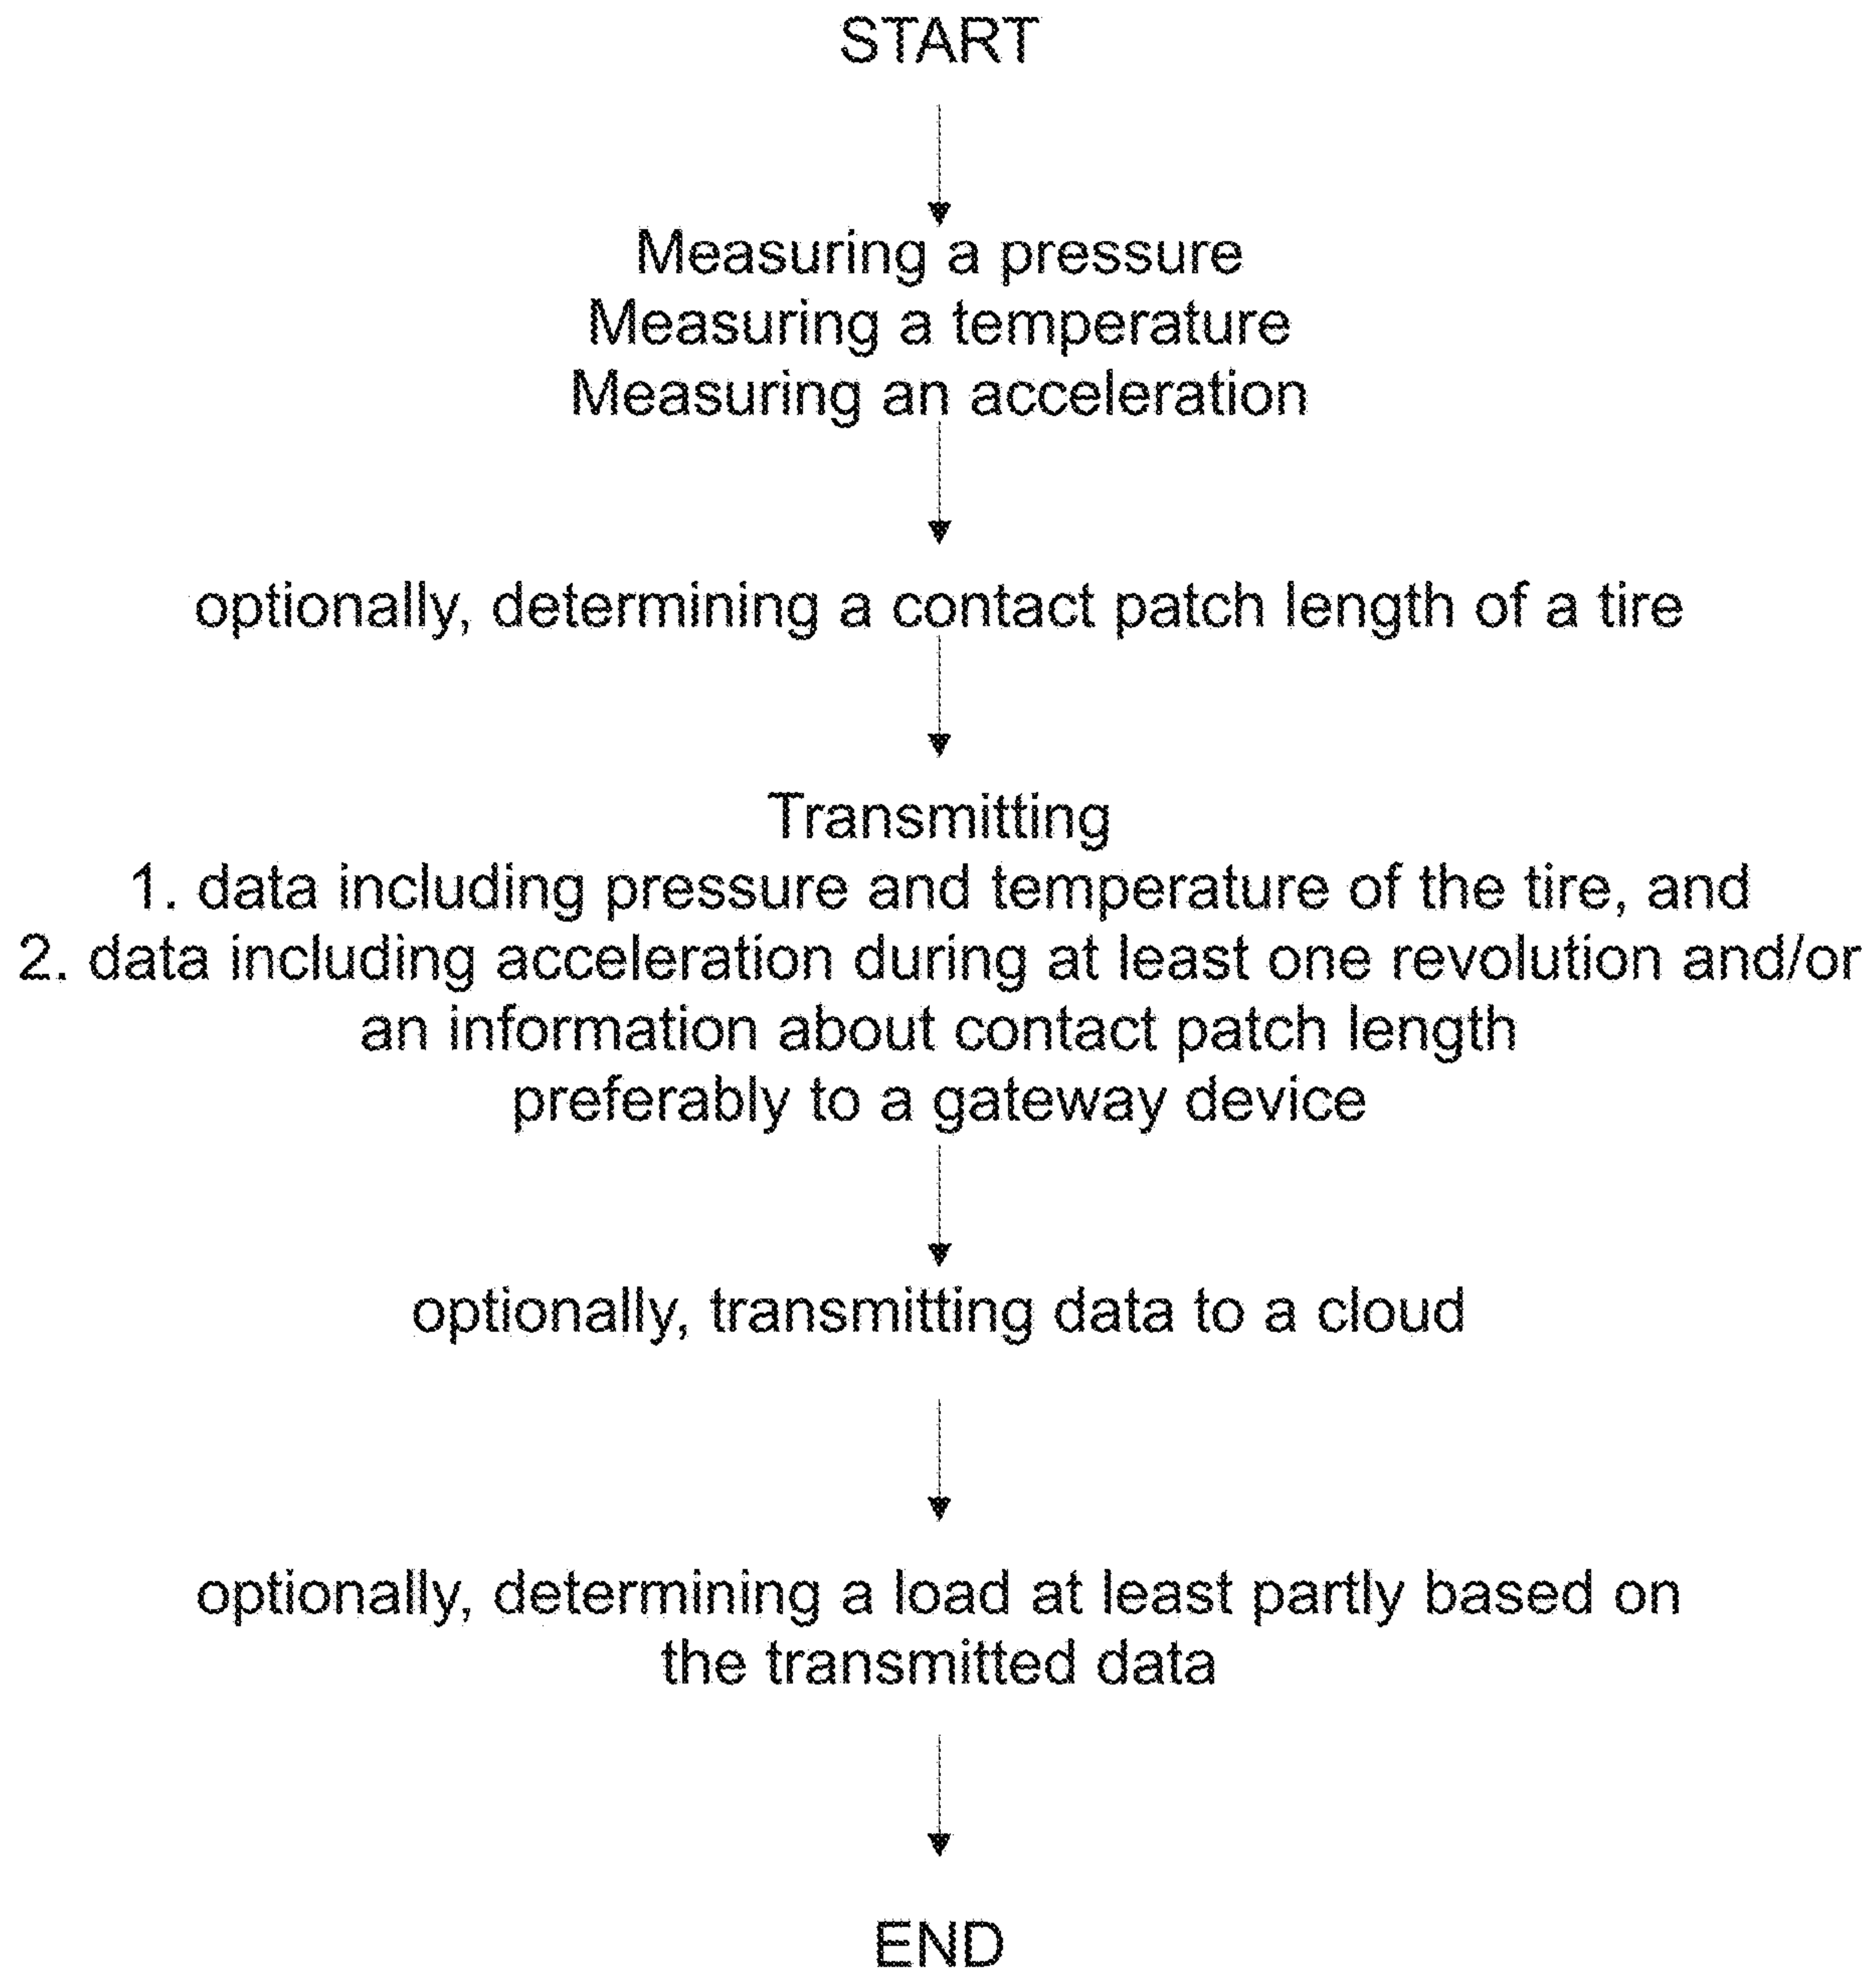 START
Measuring a pressure
Measuring a temperature
Measuring an acceleration
optionally, determining a contact patch length of a tire
Transmitting
1. data including pressure and temperature of the tire, and
2. data including acceleration during at least one revolution and/or
an information about contact patch length
preferably to a gateway device
optionally, transmitting data to a cloud
optionally, determining a load at least partly based on
the transmitted data
END